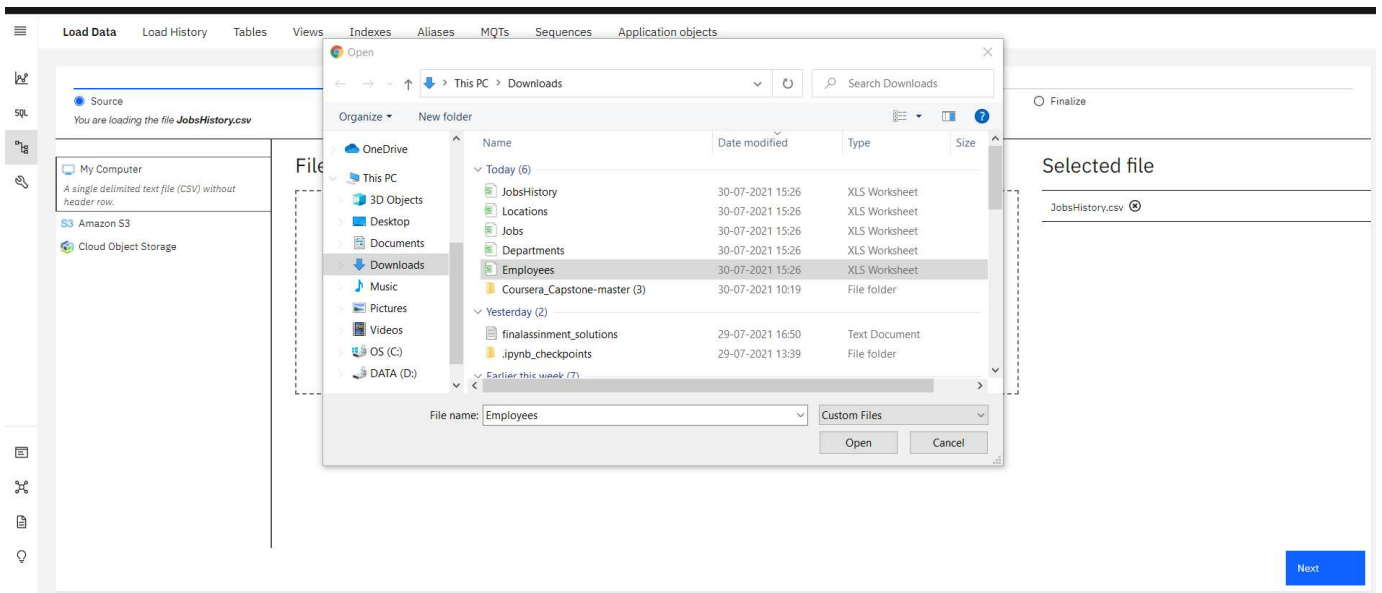 Load Data Load History Tables Views Indexes Aliases MQTs Sequences Application objects
Open
This PC > Downloads
Search Downloads
Organize New folder
Source
You are loading the file JobsHistory.csv
Finalize
SQL
My Computer
A single delimited text file (CSV) without
header row.
S3 Amazon S3
Cloud Object Storage
File
OneDrive
This PC
3D Objects
Desktop
Documents
Downloads
Music
Pictures
Videos
OS (C:)
DATA (D:)
Name Date modified Type Size
Today (6)
JobsHistory 30-07-2021 15:26 XLS Worksheet
Locations 30-07-2021 15:26 XLS Worksheet
Jobs 30-07-2021 15:26 XLS Worksheet
Departments 30-07-2021 15:26 XLS Worksheet
Employees 30-07-2021 15:26 XLS Worksheet
Coursera_Capstone-master (3) 30-07-2021 10:19 File folder
Yesterday (2)
finalassinment_solutions 29-07-2021 16:50 Text Document
.ipynb_checkpoints 29-07-2021 13:39 File folder
Earlier this week (7)
File name: Employees Custom Files
Open Cancel
Selected file
JobsHistory.csv
Next